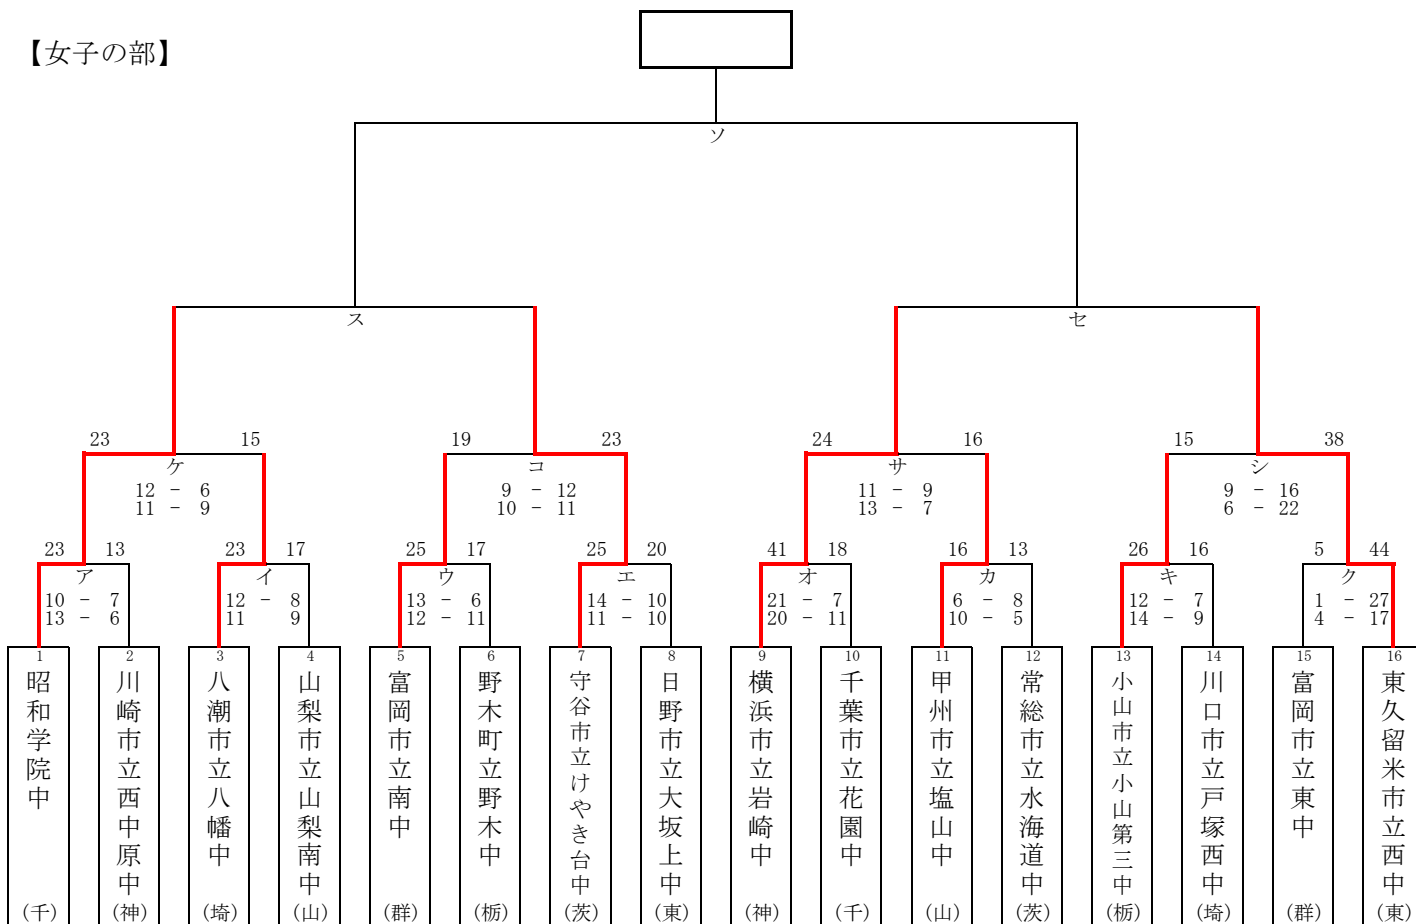 【女子の部】
ソ
ス
セ
23 15 19 23 24 16 15 38
ケ コ サ シ
12 - 6 9 - 12 11 - 9 9 - 16
11 - 9 10 - 11 13 - 7 6 - 22
23 13 23 17 25 17 25 20 41 18 16 13 26 16 5 44
ア イ ウ エ オ カ キ ク
10 - 7 12 - 8 13 - 6 14 - 10 21 - 7 6 - 8 12 - 7 1 - 27
13 - 6 11 9 12 - 11 11 - 10 20 - 11 10 - 5 14 - 9 4 - 17
1 2 3 4 5 6 7 8 9 10 11 12 13 14 15 16
昭和学院中
川崎市立西中原中
八潮市立八幡中
山梨市立山梨南中
富岡市立南中
野木町立野木中
守谷市立けやき台中
日野市立大坂上中
横浜市立岩崎中
千葉市立花園中
甲州市立塩山中
常総市立水海道中
小山市立小山第三中
川口市立戸塚西中
富岡市立東中
東久留米市立西中
(千) (神) (埼) (山) (群) (栃) (茨) (東) (神) (千) (山) (茨) (栃) (埼) (群) (東)